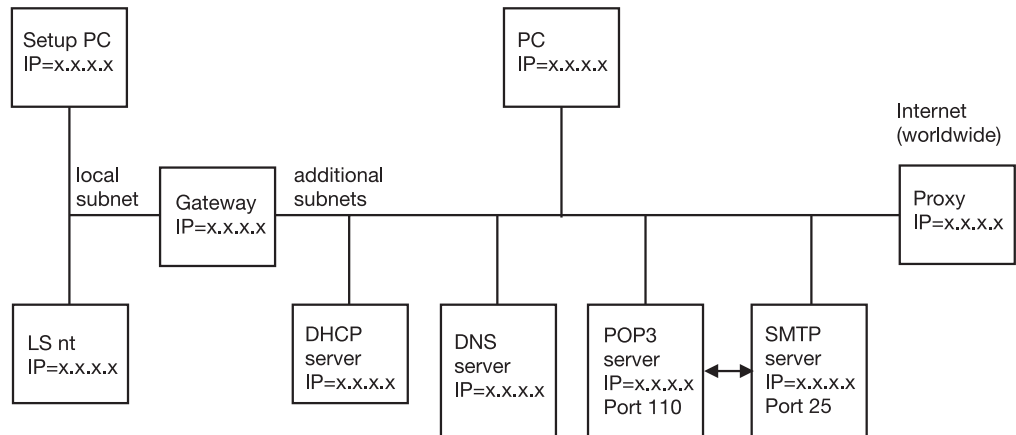 Setup PC
IP=x.x.x.x
PC
IP=x.x.x.x
Internet
(worldwide)
local
subnet
Gateway
IP=x.x.x.x
additional
subnets
Proxy
IP=x.x.x.x
LS nt
IP=x.x.x.x
DHCP
server
IP=x.x.x.x
DNS
server
IP=x.x.x.x
POP3
server
IP=x.x.x.x
Port 110
SMTP
server
IP=x.x.x.x
Port 25